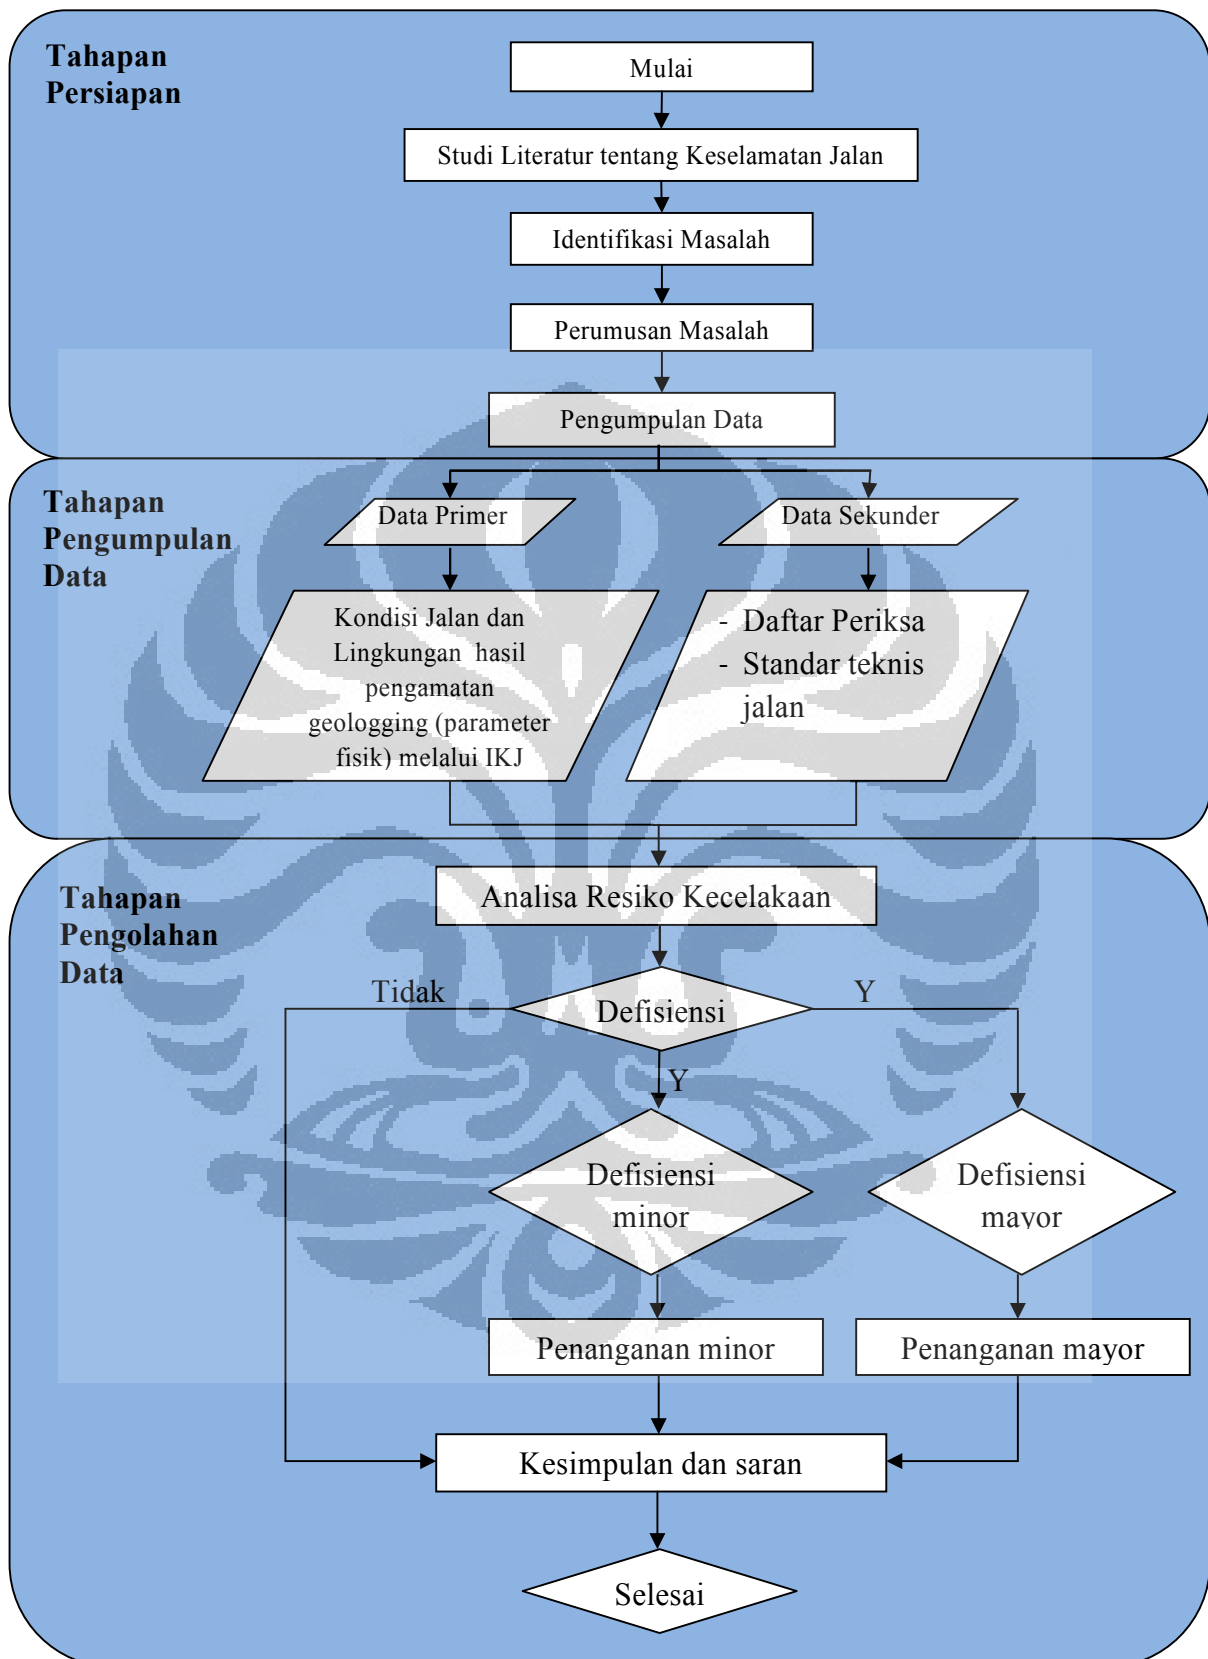 Tahapan
Persiapan
Mulai
Studi Literatur tentang Keselamatan Jalan
Identifikasi Masalah
Perumusan Masalah
Pengumpulan Data
Tahapan
Pengumpulan
Data
Data Primer
Data Sekunder
Kondisi Jalan dan
Lingkungan hasil
pengamatan
geologging (parameter
fisik) melalui IKJ
- Daftar Periksa
- Standar teknis
jalan
Tahapan
Pengolahan
Data
Analisa Resiko Kecelakaan
Tidak
Defisiensi
Y
Y
Defisiensi
minor
Defisiensi
mayor
Penanganan minor
Penanganan mayor
Kesimpulan dan saran
Selesai